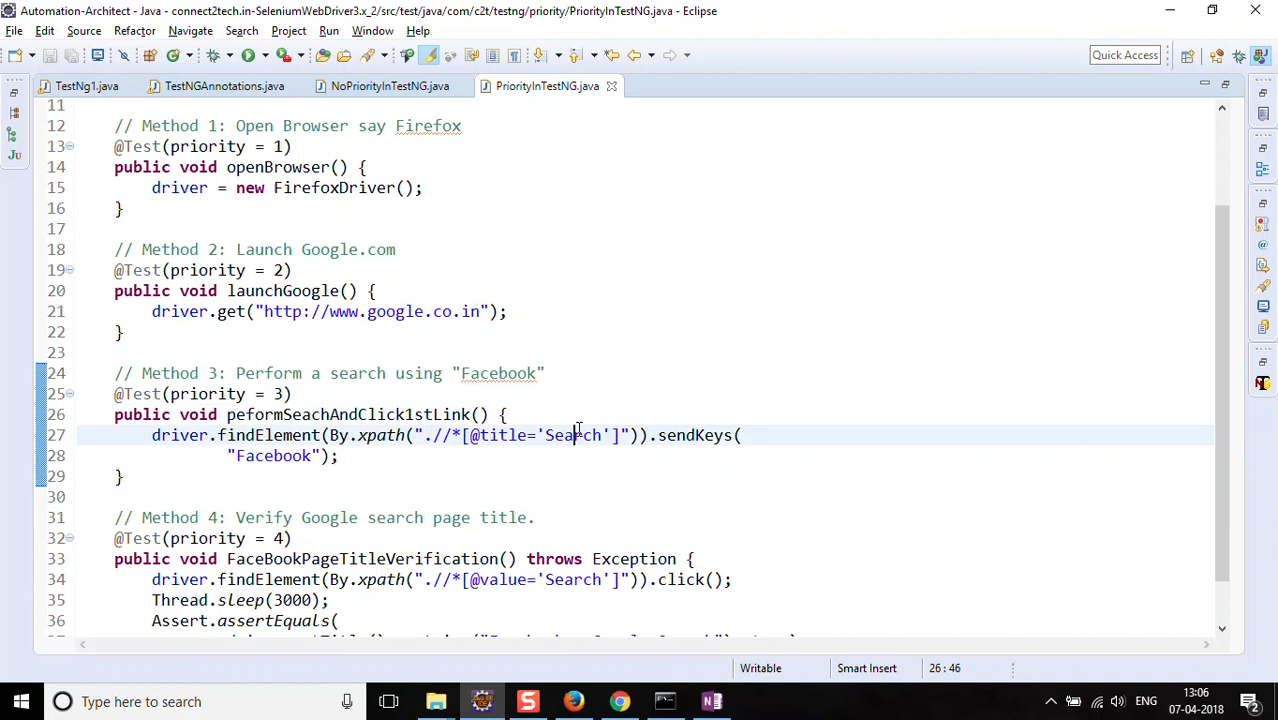 Automation-Architect - Java - connect2tech.in-SeleniumWebDriver3.x_2/src/test/java/com/c2t/testng/priority/PriorityInTestNG.java - Eclipse
File Edit Source Refactor Navigate Search Project Run Window Help
Quick Access
TestNg1.java TestNGAnnotations.java NoPriorityInTestNG.java PriorityInTestNG.java
11
12 // Method 1: Open Browser say Firefox
13 @Test(priority = 1)
14 public void openBrowser() {
15 driver = new FirefoxDriver();
16 }
17
18 // Method 2: Launch Google.com
19 @Test(priority = 2)
20 public void launchGoogle() {
21 driver.get("http://www.google.co.in");
22 }
23
24 // Method 3: Perform a search using "Facebook"
25 @Test(priority = 3)
26 public void peformSeachAndClick1stLink() {
27 driver.findElement(By.xpath(".//*[@title='Search']")).sendKeys(
28 "Facebook");
29 }
30
31 // Method 4: Verify Google search page title.
32 @Test(priority = 4)
33 public void FaceBookPageTitleVerification() throws Exception {
34 driver.findElement(By.xpath(".//*[@value='Search']")).click();
35 Thread.sleep(3000);
36 Assert.assertEquals(
Writable Smart Insert 26 : 46
Type here to search
ENG
13:06
07-04-2018
2